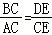 BC/AC = DE/CE